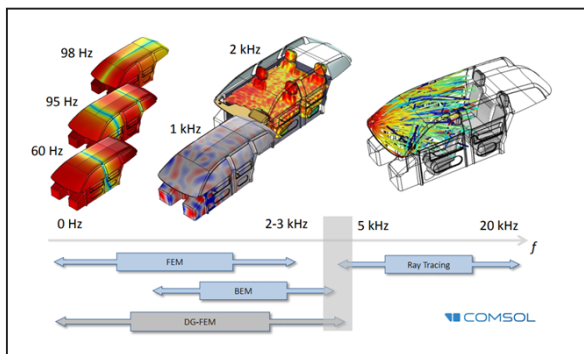 98 Hz
95 Hz
60 Hz
2 kHz
1 kHz
0 Hz
2-3 kHz
5 kHz
20 kHz
f
FEM
Ray Tracing
BEM
DG-FEM
COMSOL